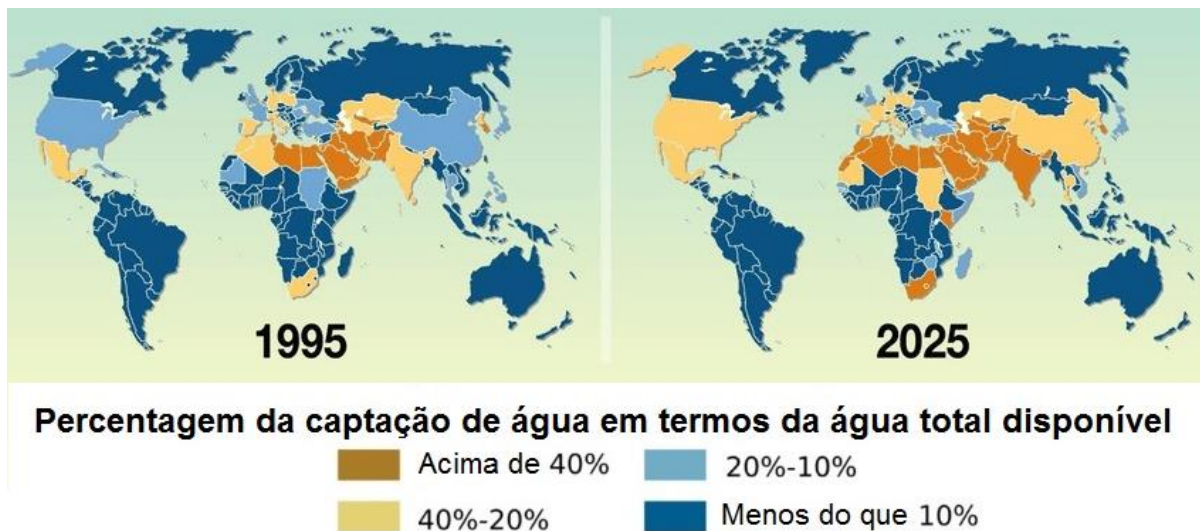 1995
2025
Percentagem da captação de água em termos da água total disponível
Acima de 40%
20%-10%
40%-20%
Menos do que 10%